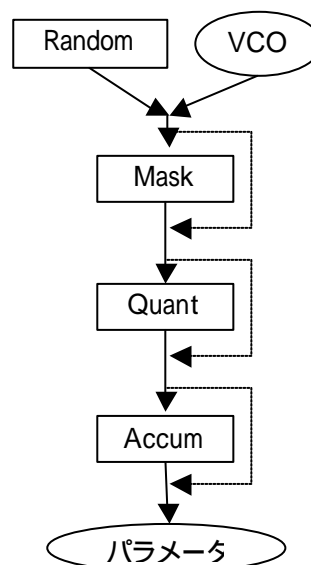 Random
VCO
Mask
Quant
Accum
パラメータ